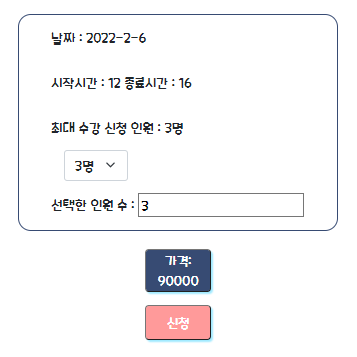 날짜 : 2022-2-6
시작시간 : 12 종료시간 : 16
최대 수강 신청 인원 : 3명
3명
선택한 인원 수 : 3
가격:
90000
신청